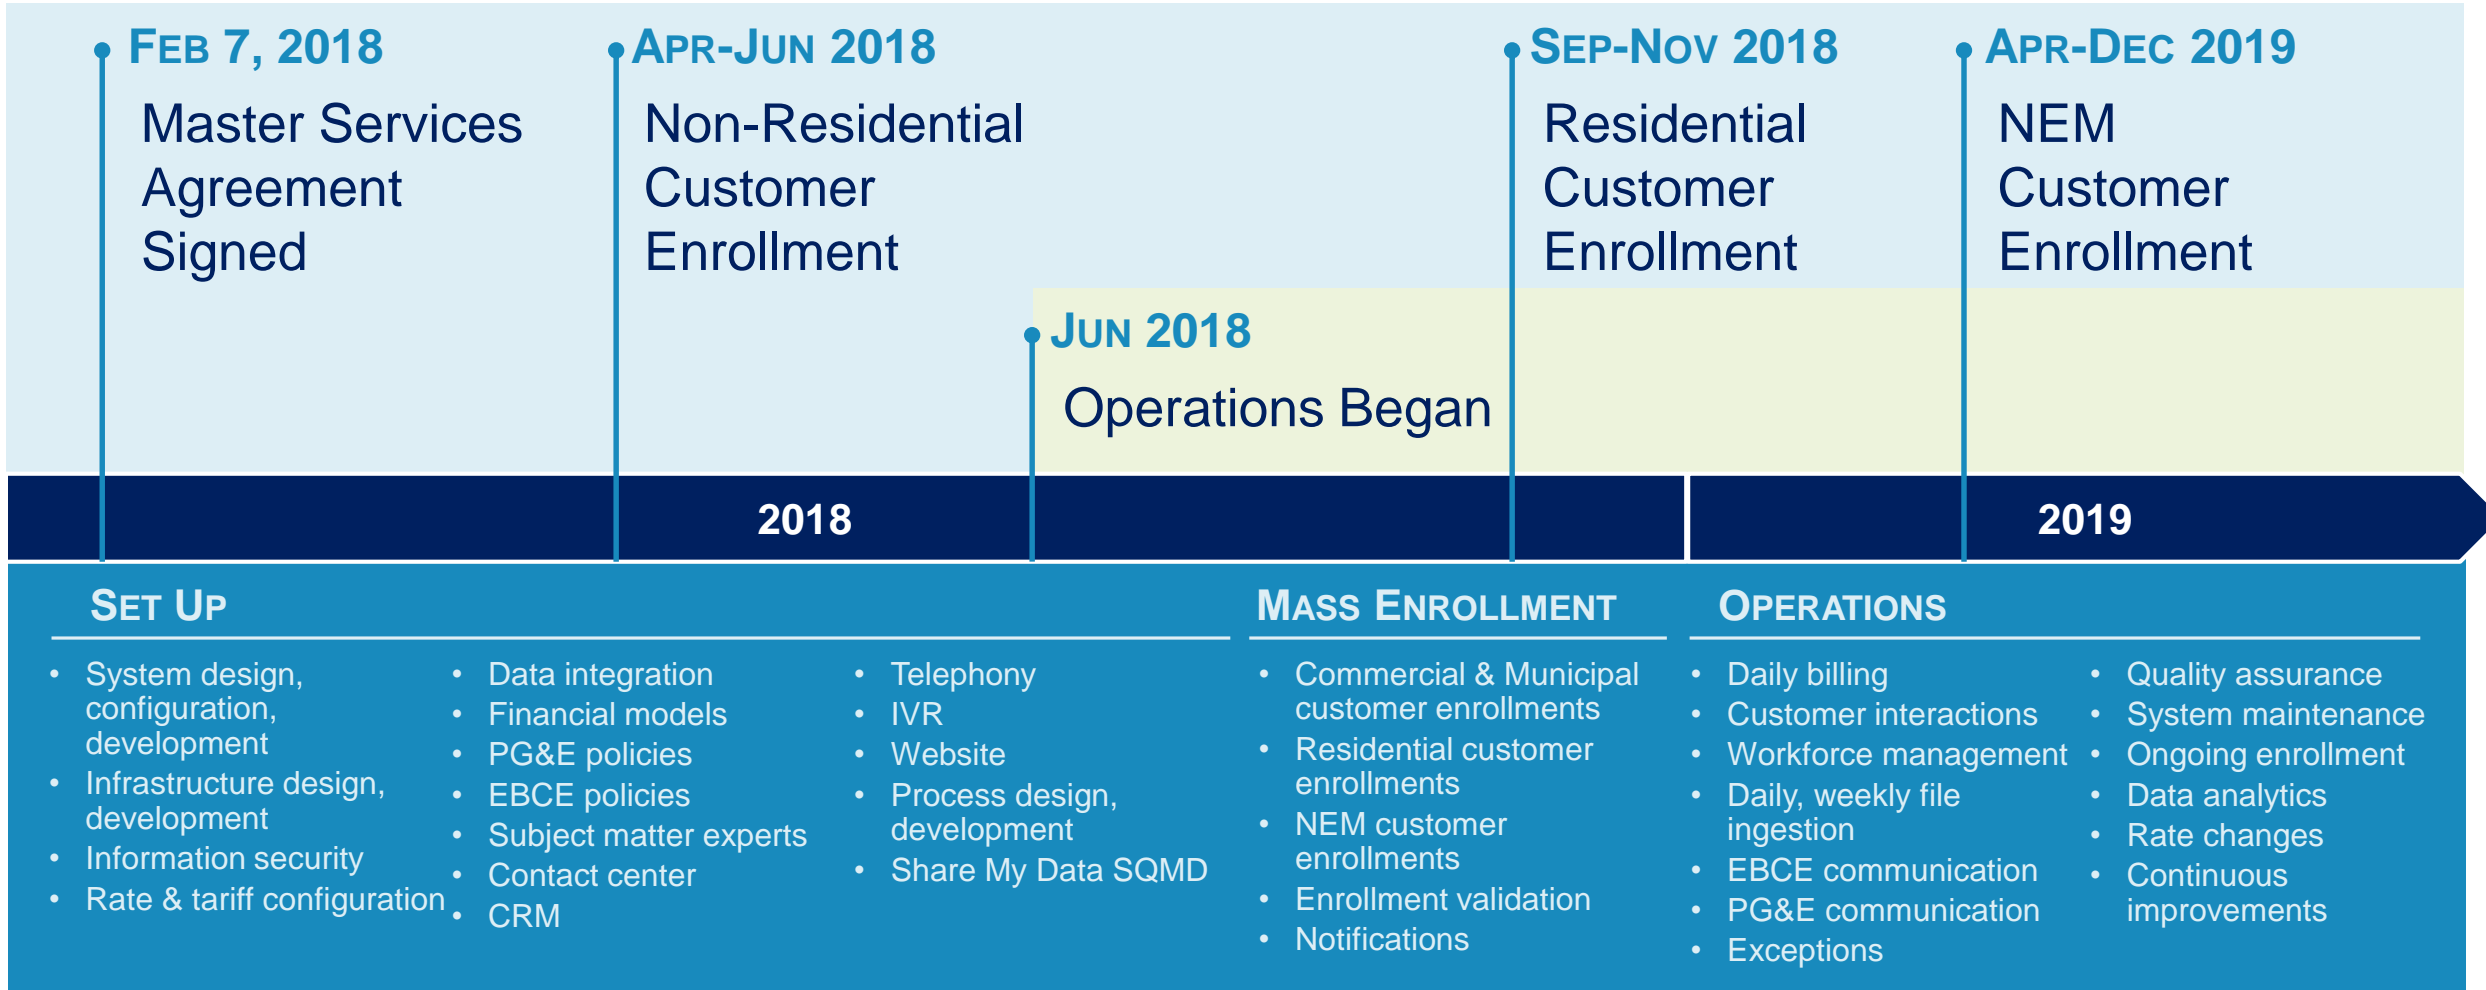 FEB 7, 2018
Master Services
Agreement
Signed
APR-JUN 2018
Non-Residential
Customer
Enrollment
JUN 2018
Operations Began
SEP-NOV 2018
Residential
Customer
Enrollment
APR-DEC 2019
NEM
Customer
Enrollment
2018
2019
SET UP
• System design,
configuration,
development
• Infrastructure design,
development
• Information security
• Rate & tariff configuration
• Data integration
• Financial models
• PG&E policies
• EBCE policies
• Subject matter experts
• Contact center
• CRM
• Telephony
• IVR
• Website
• Process design,
development
• Share My Data SQMD
MASS ENROLLMENT
• Commercial & Municipal
customer enrollments
• Residential customer
enrollments
• NEM customer
enrollments
• Enrollment validation
• Notifications
OPERATIONS
• Daily billing
• Customer interactions
• Workforce management
• Daily, weekly file
ingestion
• EBCE communication
• PG&E communication
• Exceptions
• Quality assurance
• System maintenance
• Ongoing enrollment
• Data analytics
• Rate changes
• Continuous
improvements